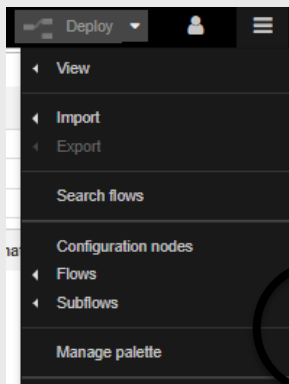 Deploy
View
Import
Export
Search flows
Configuration nodes
Flows
Subflows
Manage palette